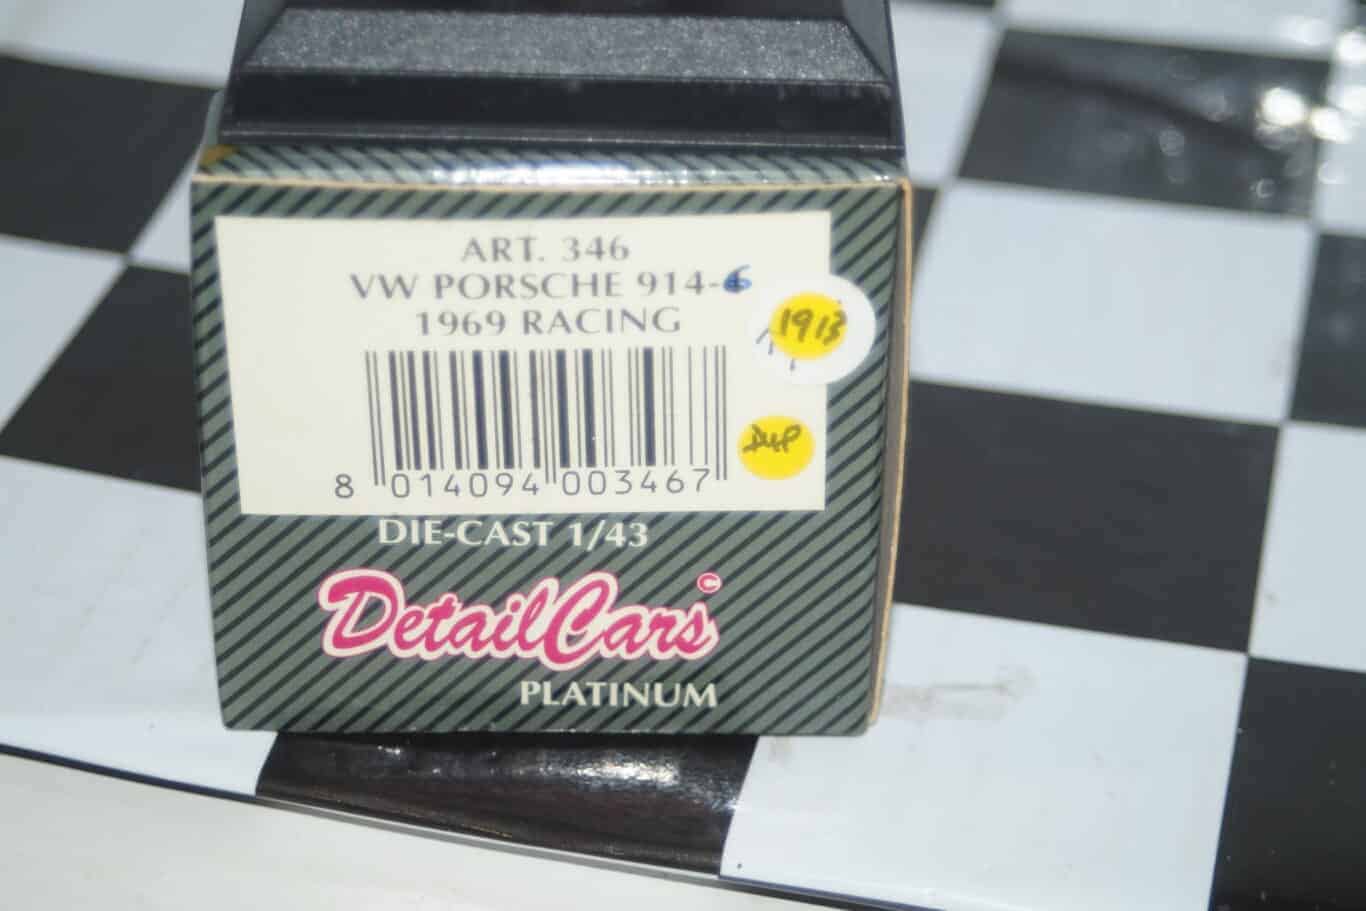 ART. 346
VW PORSCHE 914-6
1969 RACING
1913
8 014094 003467
DUP
DIE-CAST 1/43
DetailCars ©
PLATINUM